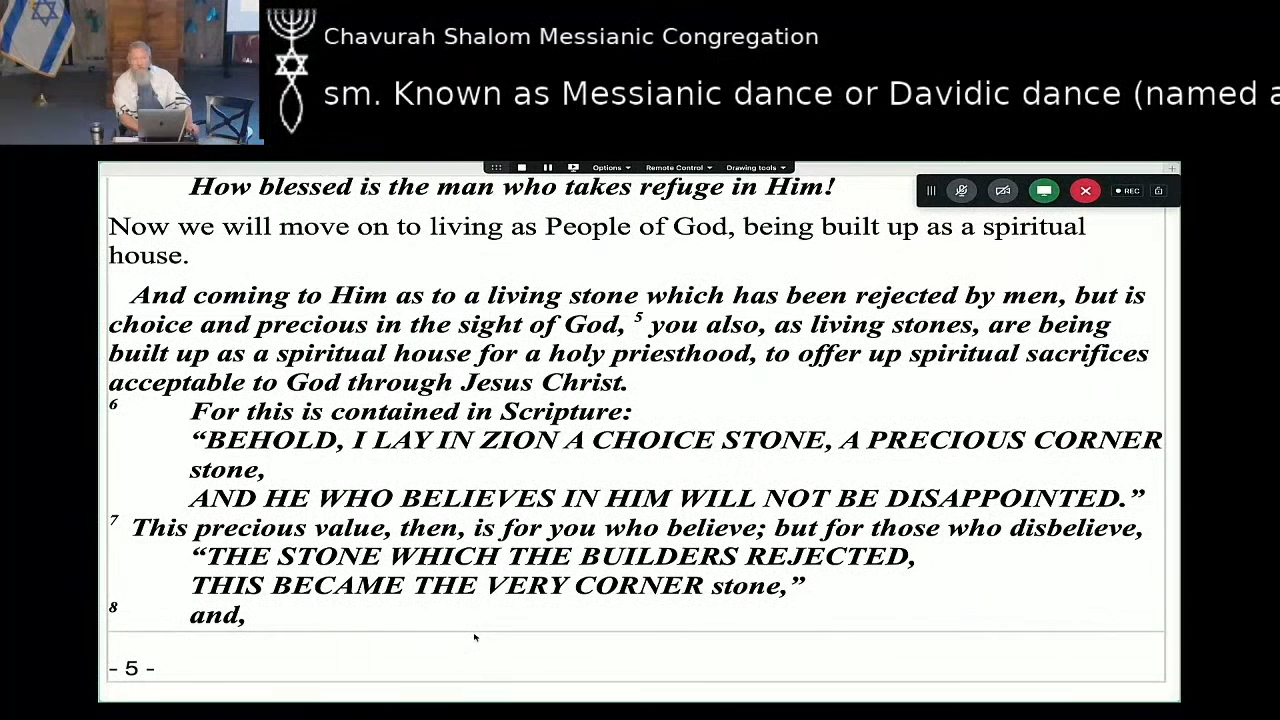 Chavurah Shalom Messianic Congregation
sm. Known as Messianic dance or Davidic dance (named a
Options Remote Control Drawing tools
How blessed is the man who takes refuge in Him!
REC
Now we will move on to living as People of God, being built up as a spiritual
house.
And coming to Him as to a living stone which has been rejected by men, but is
choice and precious in the sight of God, 5 you also, as living stones, are being
built up as a spiritual house for a holy priesthood, to offer up spiritual sacrifices
acceptable to God through Jesus Christ.
6 For this is contained in Scripture:
“BEHOLD, I LAY IN ZION A CHOICE STONE, A PRECIOUS CORNER
stone,
AND HE WHO BELIEVES IN HIM WILL NOT BE DISAPPOINTED.”
7 This precious value, then, is for you who believe; but for those who disbelieve,
“THE STONE WHICH THE BUILDERS REJECTED,
THIS BECAME THE VERY CORNER stone,”
8 and,
- 5 -